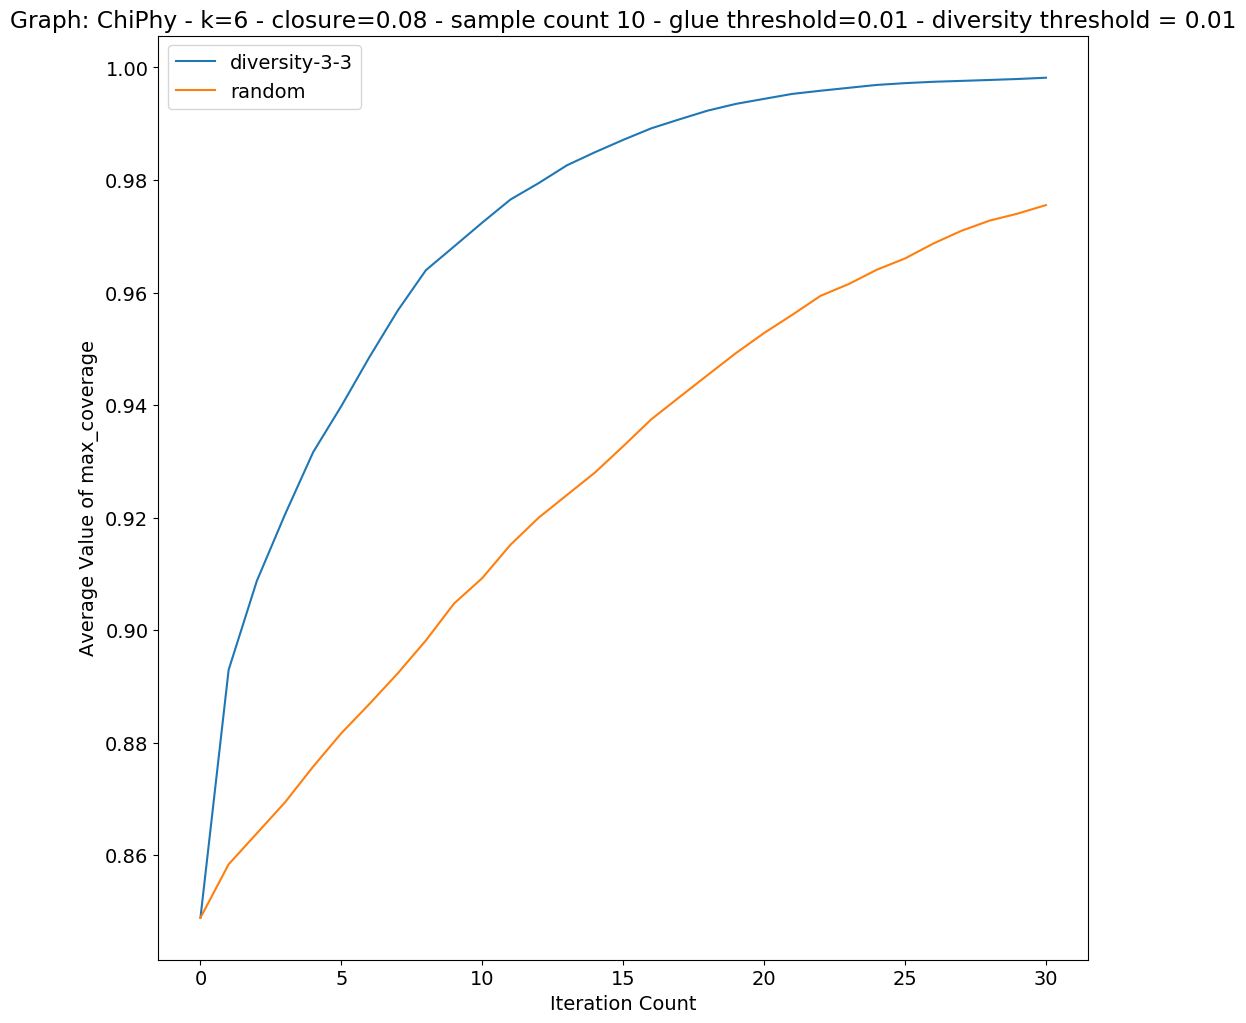 Graph: ChiPhy - k=6 - closure=0.08 - sample count 10 - glue threshold=0.01 - diversity threshold = 0.01
diversity-3-3
random
1.00
0.98
0.96
0.94
0.92
0.90
0.88
0.86
Average Value of max_coverage
0 5 10 15 20 25 30
Iteration Count